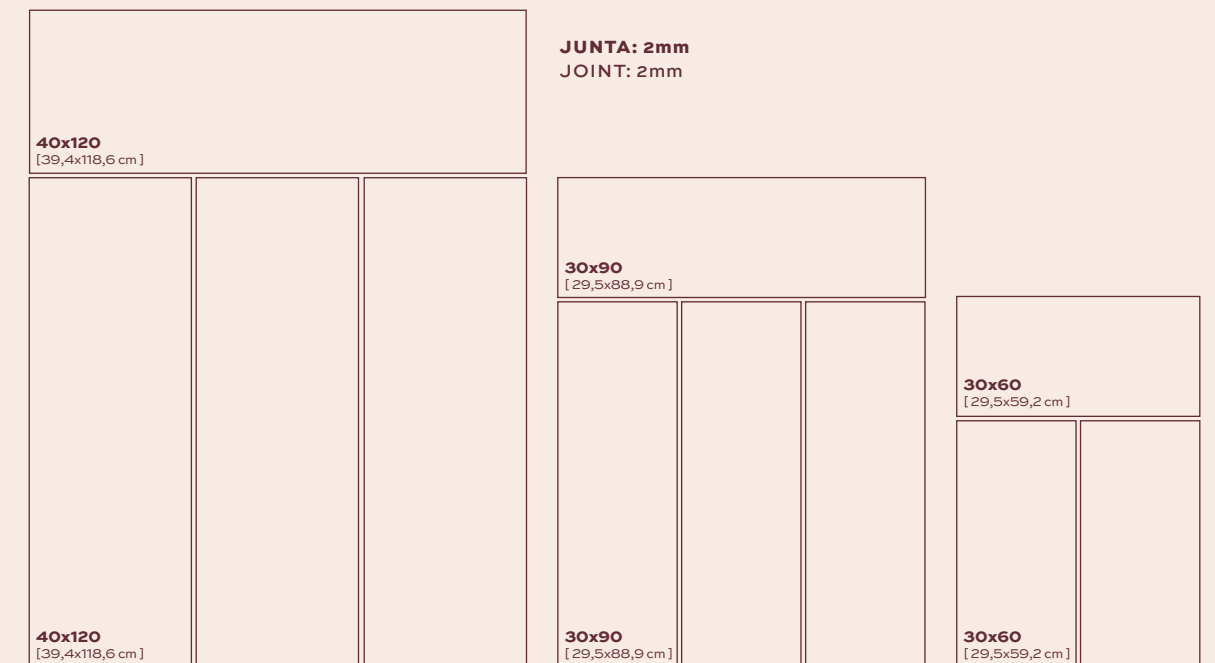 JUNTA: 2mm
JOINT: 2mm
40x120
[39,4x118,6 cm ]
30x90
[ 29,5x88,9 cm ]
30x60
[ 29,5x59,2 cm ]
40x120
[39,4x118,6 cm ]
30x90
[ 29,5x88,9 cm ]
30x60
[ 29,5x59,2 cm ]